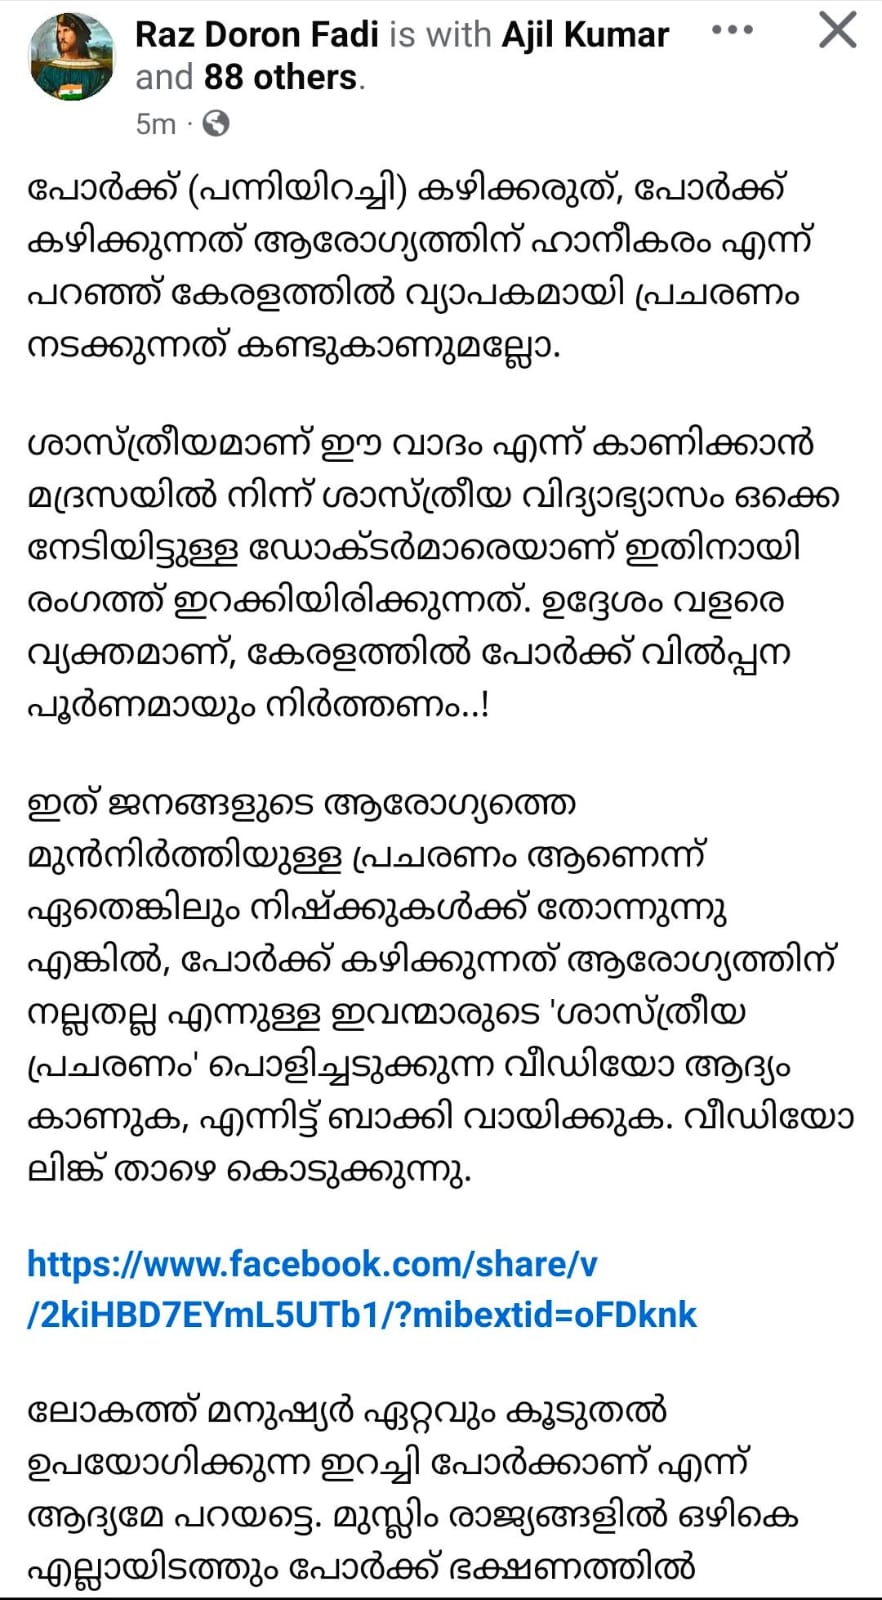 Raz Doron Fadi is with Ajil Kumar
and 88 others.
5m ·
പോർക്ക് (പന്നിയിറച്ചി) കഴിക്കരുത്, പോർക്ക്
കഴിക്കുന്നത് ആരോഗ്യത്തിന് ഹാനീകരം എന്ന്
പറഞ്ഞ് കേരളത്തിൽ വ്യാപകമായി പ്രചരണം
നടക്കുന്നത് കണ്ടുകാണുമല്ലോ.
ശാസ്ത്രീയമാണ് ഈ വാദം എന്ന് കാണിക്കാൻ
മദ്രസയിൽ നിന്ന് ശാസ്ത്രീയ വിദ്യാഭ്യാസം ഒക്കെ
നേടിയിട്ടുള്ള ഡോക്ടർമാരെയാണ് ഇതിനായി
രംഗത്ത് ഇറക്കിയിരിക്കുന്നത്. ഉദ്ദേശം വളരെ
വ്യക്തമാണ്, കേരളത്തിൽ പോർക്ക് വിൽപ്പന
പൂർണമായും നിർത്തണം..!
ഇത് ജനങ്ങളുടെ ആരോഗ്യത്തെ
മുൻനിർത്തിയുള്ള പ്രചരണം ആണെന്ന്
ഏതെങ്കിലും നിഷ്ക്കുകൾക്ക് തോന്നുന്നു
എങ്കിൽ, പോർക്ക് കഴിക്കുന്നത് ആരോഗ്യത്തിന്
നല്ലതല്ല എന്നുള്ള ഇവന്മാരുടെ 'ശാസ്ത്രീയ
പ്രചരണം' പൊളിച്ചടുക്കുന്ന വീഡിയോ ആദ്യം
കാണുക, എന്നിട്ട് ബാക്കി വായിക്കുക. വീഡിയോ
ലിങ്ക് താഴെ കൊടുക്കുന്നു.
https://www.facebook.com/share/v
/2kiHBD7EYmL5UTb1/?mibextid=oFDknk
ലോകത്ത് മനുഷ്യർ ഏറ്റവും കൂടുതൽ
ഉപയോഗിക്കുന്ന ഇറച്ചി പോർക്കാണ് എന്ന്
ആദ്യമേ പറയട്ടെ. മുസ്ലിം രാജ്യങ്ങളിൽ ഒഴികെ
എല്ലായിടത്തും പോർക്ക് ഭക്ഷണത്തിൽ